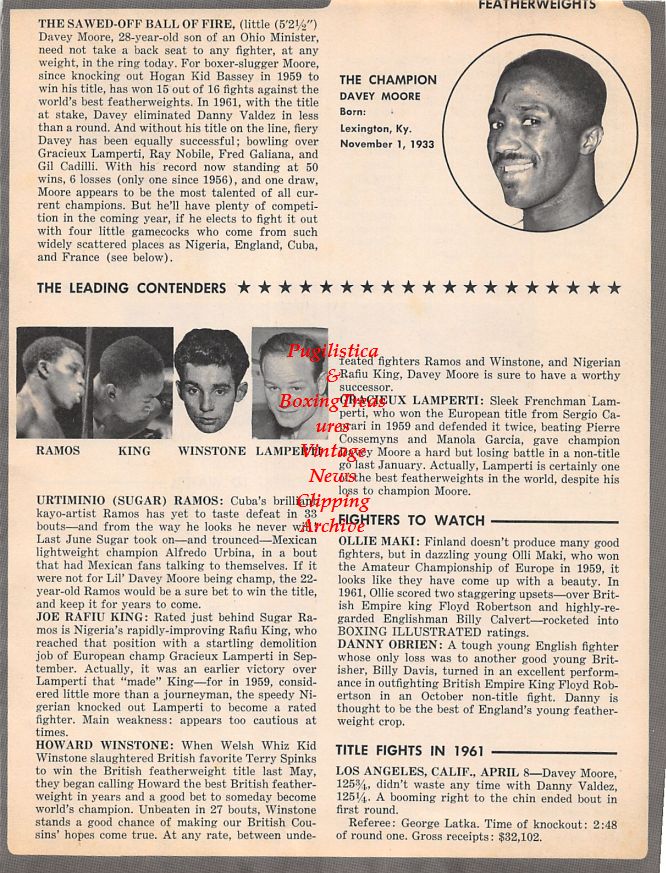 FEATHERWEIGHTS
THE SAWED-OFF BALL OF FIRE, (little (5'2½")
Davey Moore, 28-year-old son of an Ohio Minister,
need not take a back seat to any fighter, at any
weight, in the ring today. For boxer-slugger Moore,
since knocking out Hogan Kid Bassey in 1959 to
win his title, has won 15 out of 16 fights against the
world's best featherweights. In 1961, with the title
at stake, Davey eliminated Danny Valdez in less
than a round. And without his title on the line, fiery
Davey has been equally successful; bowling over
Gracieux Lamperti, Ray Nobile, Fred Galiana, and
Gil Cadilli. With his record now standing at 50
wins, 6 losses (only one since 1956), and one draw,
Moore appears to be the most talented of all cur-
rent champions. But he'll have plenty of competi-
tion in the coming year, if he elects to fight it out
with four little gamecocks who come from such
widely scattered places as Nigeria, England, Cuba,
and France (see below).
THE CHAMPION
DAVEY MOORE
Born:
Lexington, Ky.
November 1, 1933
THE LEADING CONTENDERS ★ ★ ★ ★ ★ ★ ★ ★ ★ ★ ★ ★ ★ ★ ★ ★ ★ ★ ★ ★
RAMOS KING WINSTONE LAMPERTI
URTIMINIO (SUGAR) RAMOS: Cuba's brilliant
kayo-artist Ramos has yet to taste defeat in 33
bouts—and from the way he looks he never will.
Last June Sugar took on—and trounced—Mexican
lightweight champion Alfredo Urbina, in a bout
that had Mexican fans talking to themselves. If it
were not for Lil' Davey Moore being champ, the 22-
year-old Ramos would be a sure bet to win the title,
and keep it for years to come.
JOE RAFIU KING: Rated just behind Sugar Ra-
mos is Nigeria's rapidly-improving Rafiu King, who
reached that position with a startling demolition
job of European champ Gracieux Lamperti in Sep-
tember. Actually, it was an earlier victory over
Lamperti that "made" King—for in 1959, consid-
ered little more than a journeyman, the speedy Ni-
gerian knocked out Lamperti to become a rated
fighter. Main weakness: appears too cautious at
times.
HOWARD WINSTONE: When Welsh Whiz Kid
Winstone slaughtered British favorite Terry Spinks
to win the British featherweight title last May,
they began calling Howard the best British feather-
weight in years and a good bet to someday become
world's champion. Unbeaten in 27 bouts, Winstone
stands a good chance of making our British Cou-
sins' hopes come true. At any rate, between unde-
feated fighters Ramos and Winstone, and Nigerian
Rafiu King, Davey Moore is sure to have a worthy
successor.
GRACIEUX LAMPERTI: Sleek Frenchman Lam-
perti, who won the European title from Sergio Ca-
prari in 1959 and defended it twice, beating Pierre
Cossemyns and Manola Garcia, gave champion
Davey Moore a hard but losing battle in a non-title
go last January. Actually, Lamperti is certainly one
of the best featherweights in the world, despite his
loss to champion Moore.
FIGHTERS TO WATCH
OLLIE MAKI: Finland doesn't produce many good
fighters, but in dazzling young Olli Maki, who won
the Amateur Championship of Europe in 1959, it
looks like they have come up with a beauty. In
1961, Ollie scored two staggering upsets—over Brit-
ish Empire king Floyd Robertson and highly-re-
garded Englishman Billy Calvert—rocketed into
BOXING ILLUSTRATED ratings.
DANNY OBRIEN: A tough young English fighter
whose only loss was to another good young Brit-
isher, Billy Davis, turned in an excellent perform-
ance in outfighting British Empire King Floyd Rob-
ertson in an October non-title fight. Danny is
thought to be the best of England's young feather-
weight crop.
TITLE FIGHTS IN 1961
LOS ANGELES, CALIF., APRIL 8—Davey Moore,
125¾, didn't waste any time with Danny Valdez,
125¼. A booming right to the chin ended bout in
first round.
Referee: George Latka. Time of knockout: 2:48
of round one. Gross receipts: $32,102.
Pugilistica
&
BoxingTreas
ures
Vintage
News
Clipping
Archive